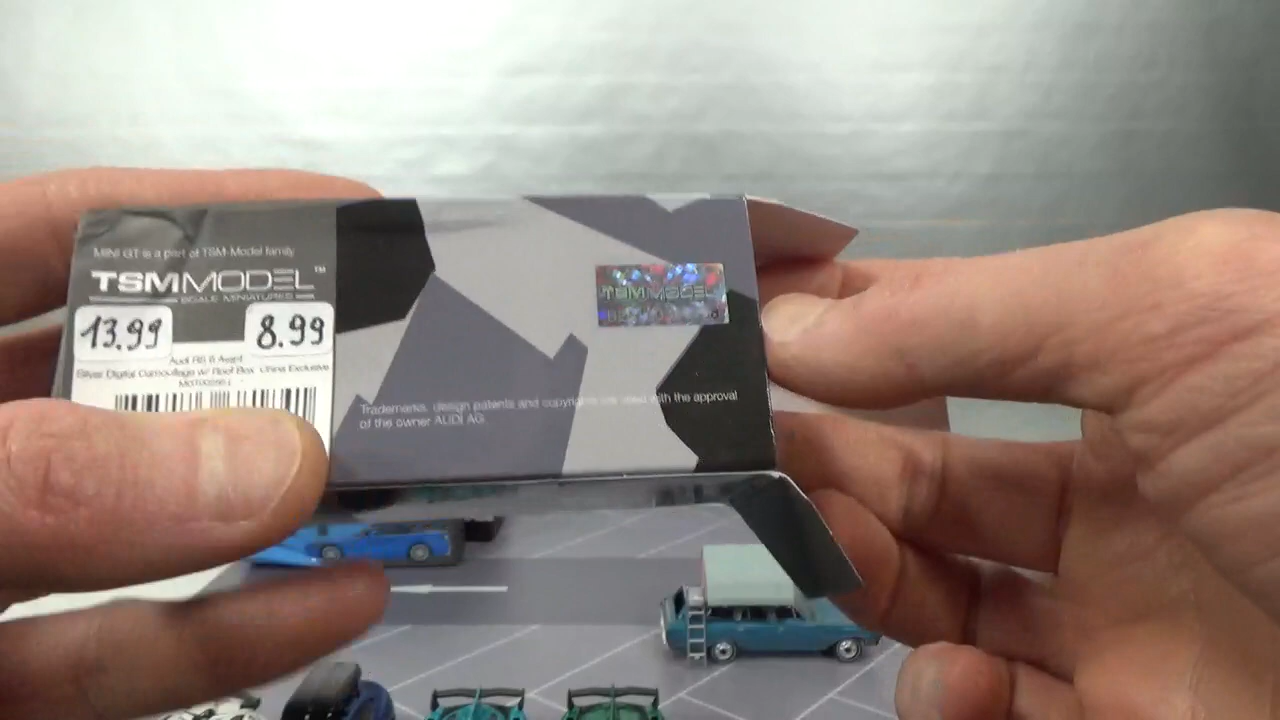 MINI GT is a part of TSM-Model family
TSMMODEL™
SCALE MINIATURES
13.99
8.99
Audi RS 6 Avant
Silver Digital Camouflage w/ Roof Box China Exclusive
TSMMODEL
Trademarks, design patents and copyrights are used with the approval
of the owner AUDI AG